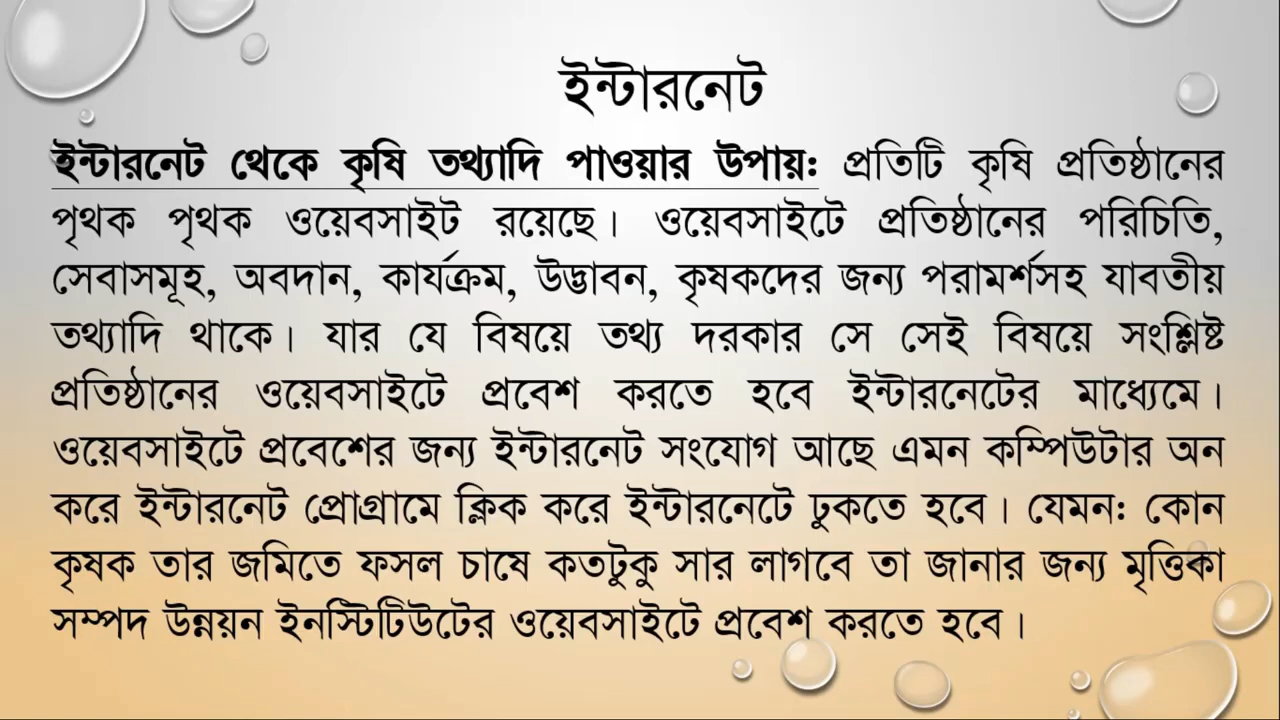 ইন্টারনেট
ইন্টারনেট থেকে কৃষি তথ্যাদি পাওয়ার উপায়: প্রতিটি কৃষি প্রতিষ্ঠানের
পৃথক পৃথক ওয়েবসাইট রয়েছে। ওয়েবসাইটে প্রতিষ্ঠানের পরিচিতি,
সেবাসমূহ, অবদান, কার্যক্রম, উদ্ভাবন, কৃষকদের জন্য পরামর্শসহ যাবতীয়
তথ্যাদি থাকে। যার যে বিষয়ে তথ্য দরকার সে সেই বিষয়ে সংশ্লিষ্ট
প্রতিষ্ঠানের ওয়েবসাইটে প্রবেশ করতে হবে ইন্টারনেটের মাধ্যেমে।
ওয়েবসাইটে প্রবেশের জন্য ইন্টারনেট সংযোগ আছে এমন কম্পিউটার অন
করে ইন্টারনেট প্রোগ্রামে ক্লিক করে ইন্টারনেটে ঢুকতে হবে। যেমন: কোন
কৃষক তার জমিতে ফসল চাষে কতটুকু সার লাগবে তা জানার জন্য মৃত্তিকা
সম্পদ উন্নয়ন ইনস্টিটিউটের ওয়েবসাইটে প্রবেশ করতে হবে।